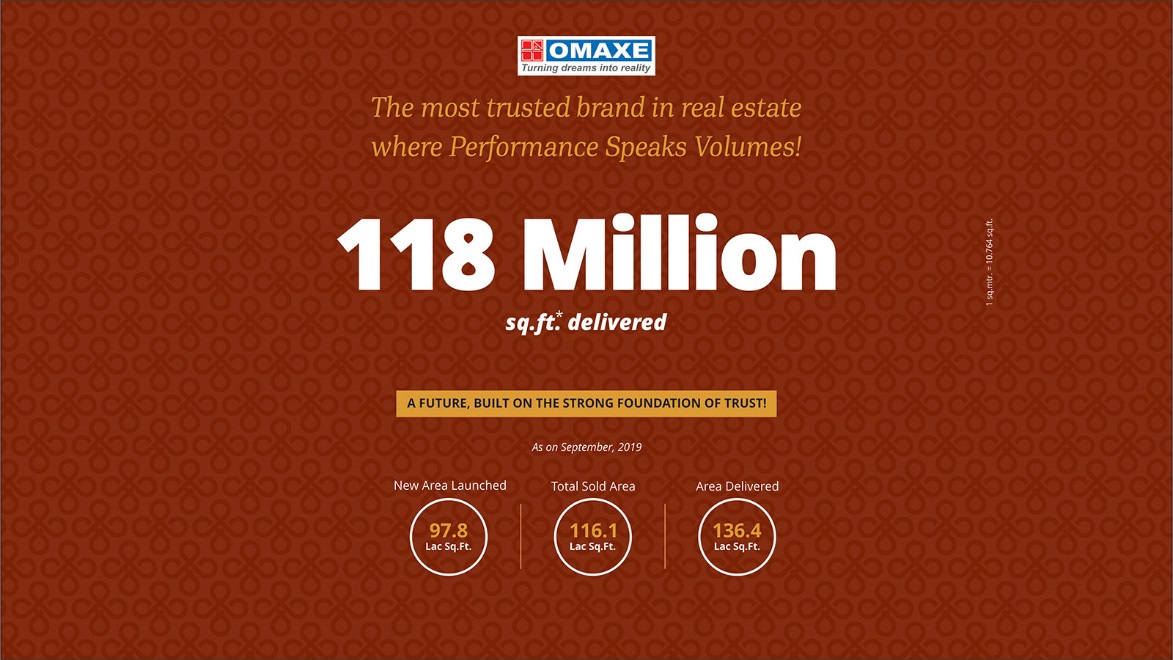 OMAXE
Turning dreams into reality
The most trusted brand in real estate
where Performance Speaks Volumes!
118 Million
sq.ft.* delivered
1 sq.mtr. = 10.764 sq.ft.
A FUTURE, BUILT ON THE STRONG FOUNDATION OF TRUST!
As on September, 2019
New Area Launched
97.8
Lac Sq.Ft.
Total Sold Area
116.1
Lac Sq.Ft.
Area Delivered
136.4
Lac Sq.Ft.